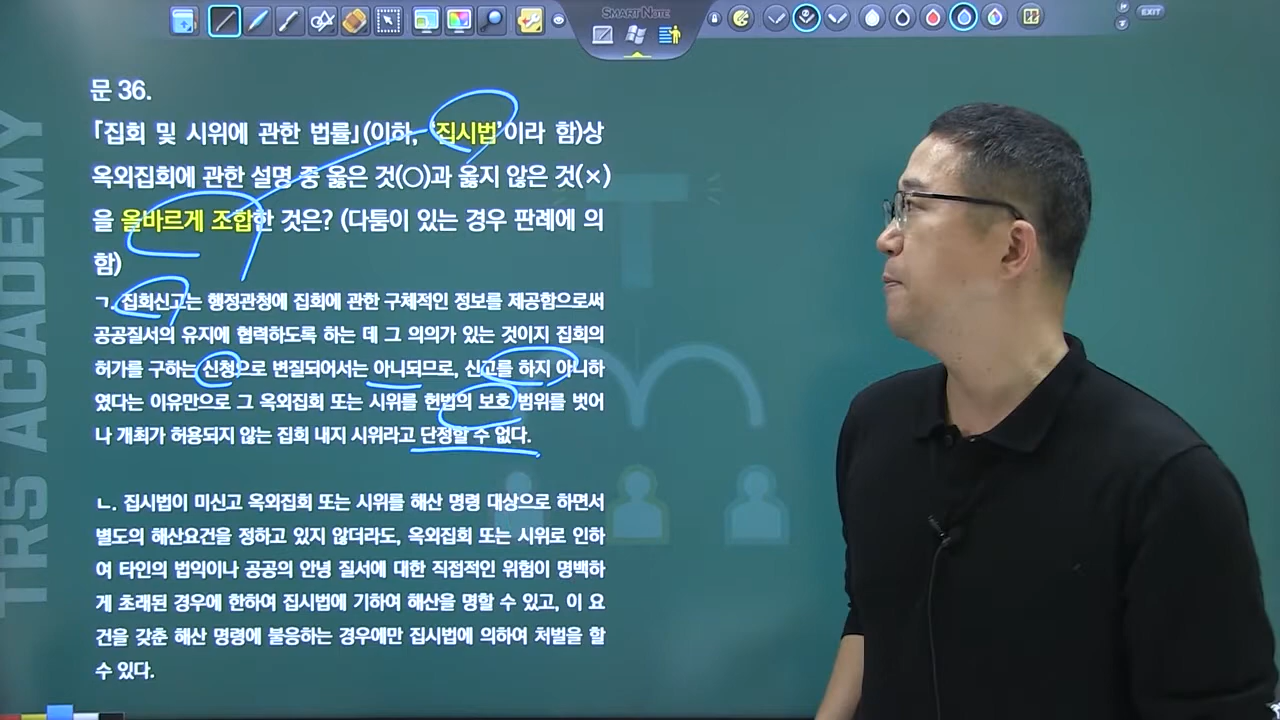 SMART NOTE
EXIT
문 36.
「집회 및 시위에 관한 법률」(이하, '집시법'이라 함)상
옥외집회에 관한 설명 중 옳은 것(○)과 옳지 않은 것(×)
을 올바르게 조합한 것은? (다툼이 있는 경우 판례에 의
함)
ㄱ. 집회신고는 행정관청에 집회에 관한 구체적인 정보를 제공함으로써
공공질서의 유지에 협력하도록 하는 데 그 의의가 있는 것이지 집회의
허가를 구하는 신청으로 변질되어서는 아니되므로, 신고를 하지 아니하
였다는 이유만으로 그 옥외집회 또는 시위를 헌법의 보호 범위를 벗어
나 개최가 허용되지 않는 집회 내지 시위라고 단정할 수 없다.
ㄴ. 집시법이 미신고 옥외집회 또는 시위를 해산 명령 대상으로 하면서
별도의 해산요건을 정하고 있지 않더라도, 옥외집회 또는 시위로 인하
여 타인의 법익이나 공공의 안녕 질서에 대한 직접적인 위험이 명백하
게 초래된 경우에 한하여 집시법에 기하여 해산을 명할 수 있고, 이 요
건을 갖춘 해산 명령에 불응하는 경우에만 집시법에 의하여 처벌을 할
수 있다.
TRS ACADEMY